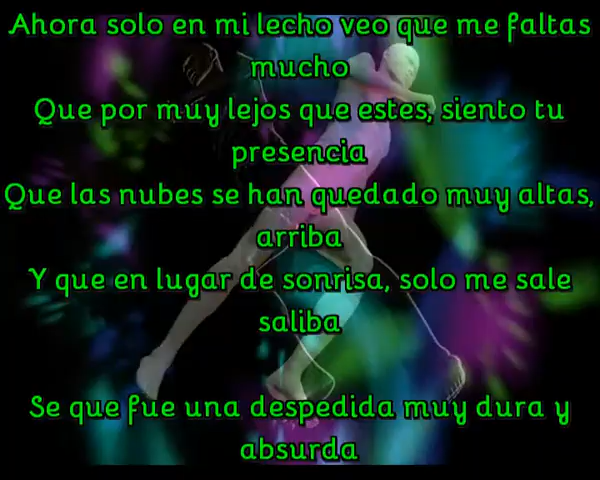 Ahora solo en mi lecho veo que me faltas
mucho
Que por muy lejos que estes, siento tu
presencia
Que las nubes se han quedado muy altas,
arriba
Y que en lugar de sonrisa, solo me sale
saliba
Se que fue una despedida muy dura y
absurda